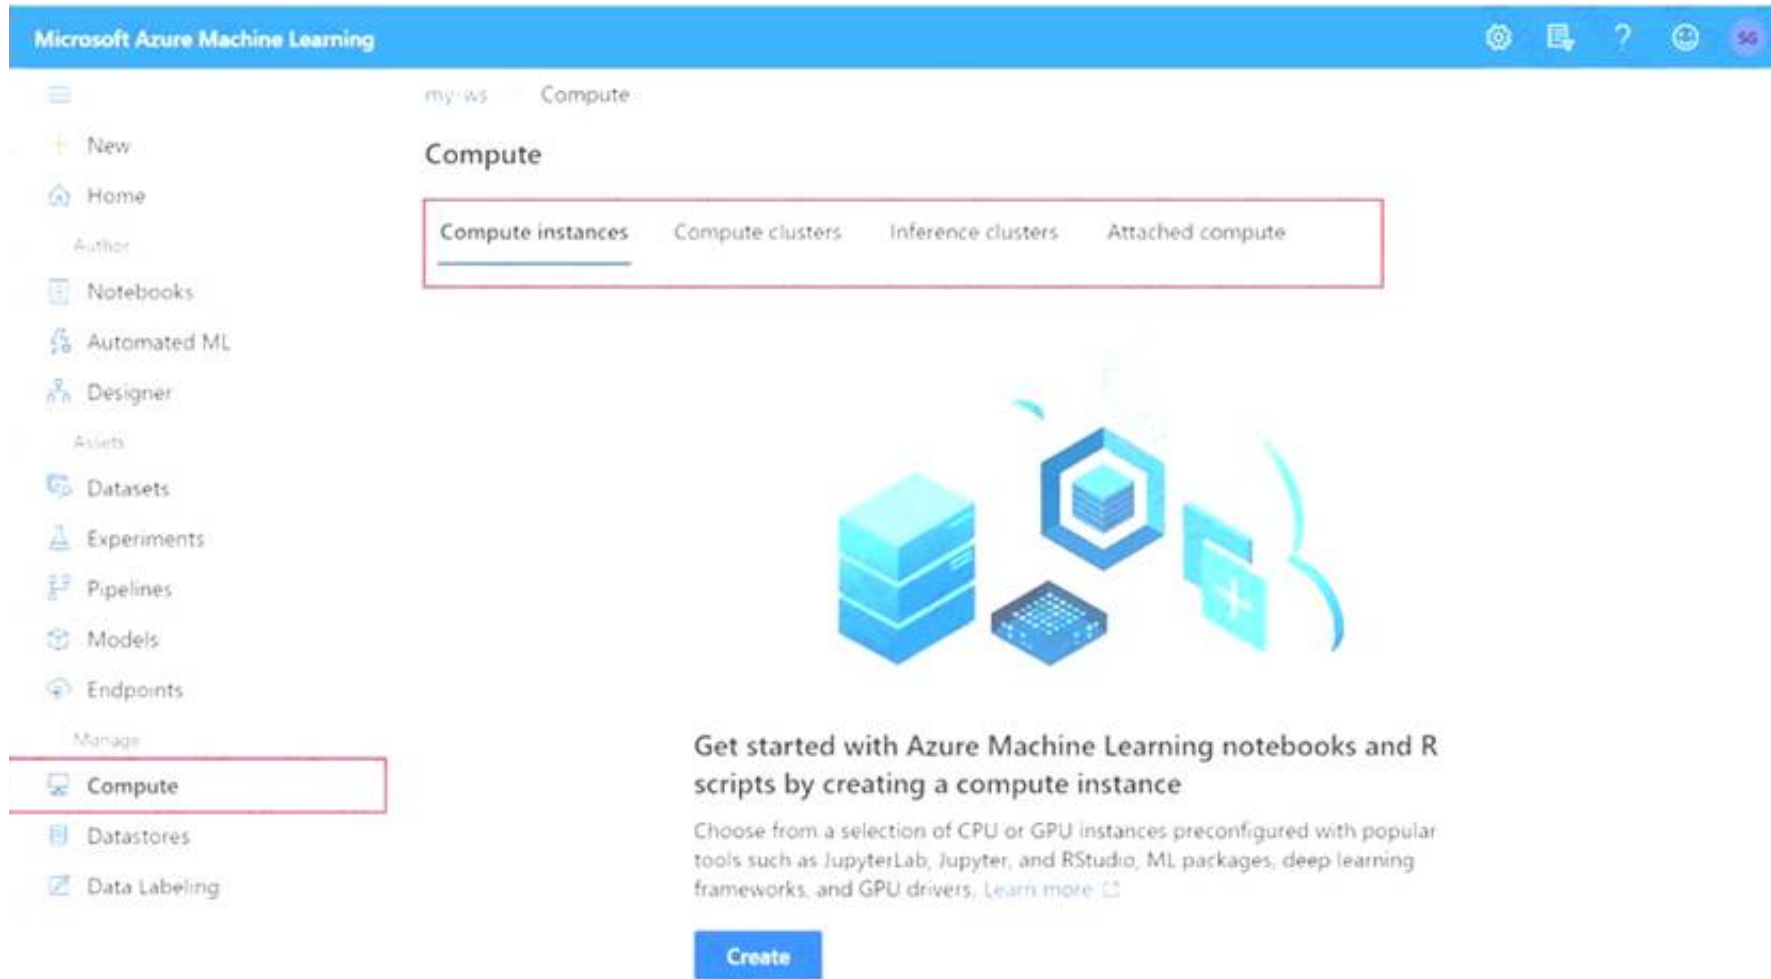 Microsoft Azure Machine Learning
?
SG
my-ws
Compute
Compute
Compute instances
Compute clusters
Inference clusters
Attached compute
New
Home
Author
Notebooks
Automated ML
Designer
Assets
Datasets
Experiments
Pipelines
Models
Endpoints
Manage
Compute
Datastores
Data Labeling
Get started with Azure Machine Learning notebooks and R
scripts by creating a compute instance
Choose from a selection of CPU or GPU instances preconfigured with popular
tools such as JupyterLab, Jupyter, and RStudio, ML packages, deep learning
frameworks, and GPU drivers. Learn more
Create